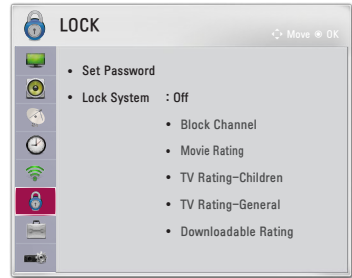 LOCK
Move OK
• Set Password
• Lock System : Off
• Block Channel
• Movie Rating
• TV Rating-Children
• TV Rating-General
• Downloadable Rating